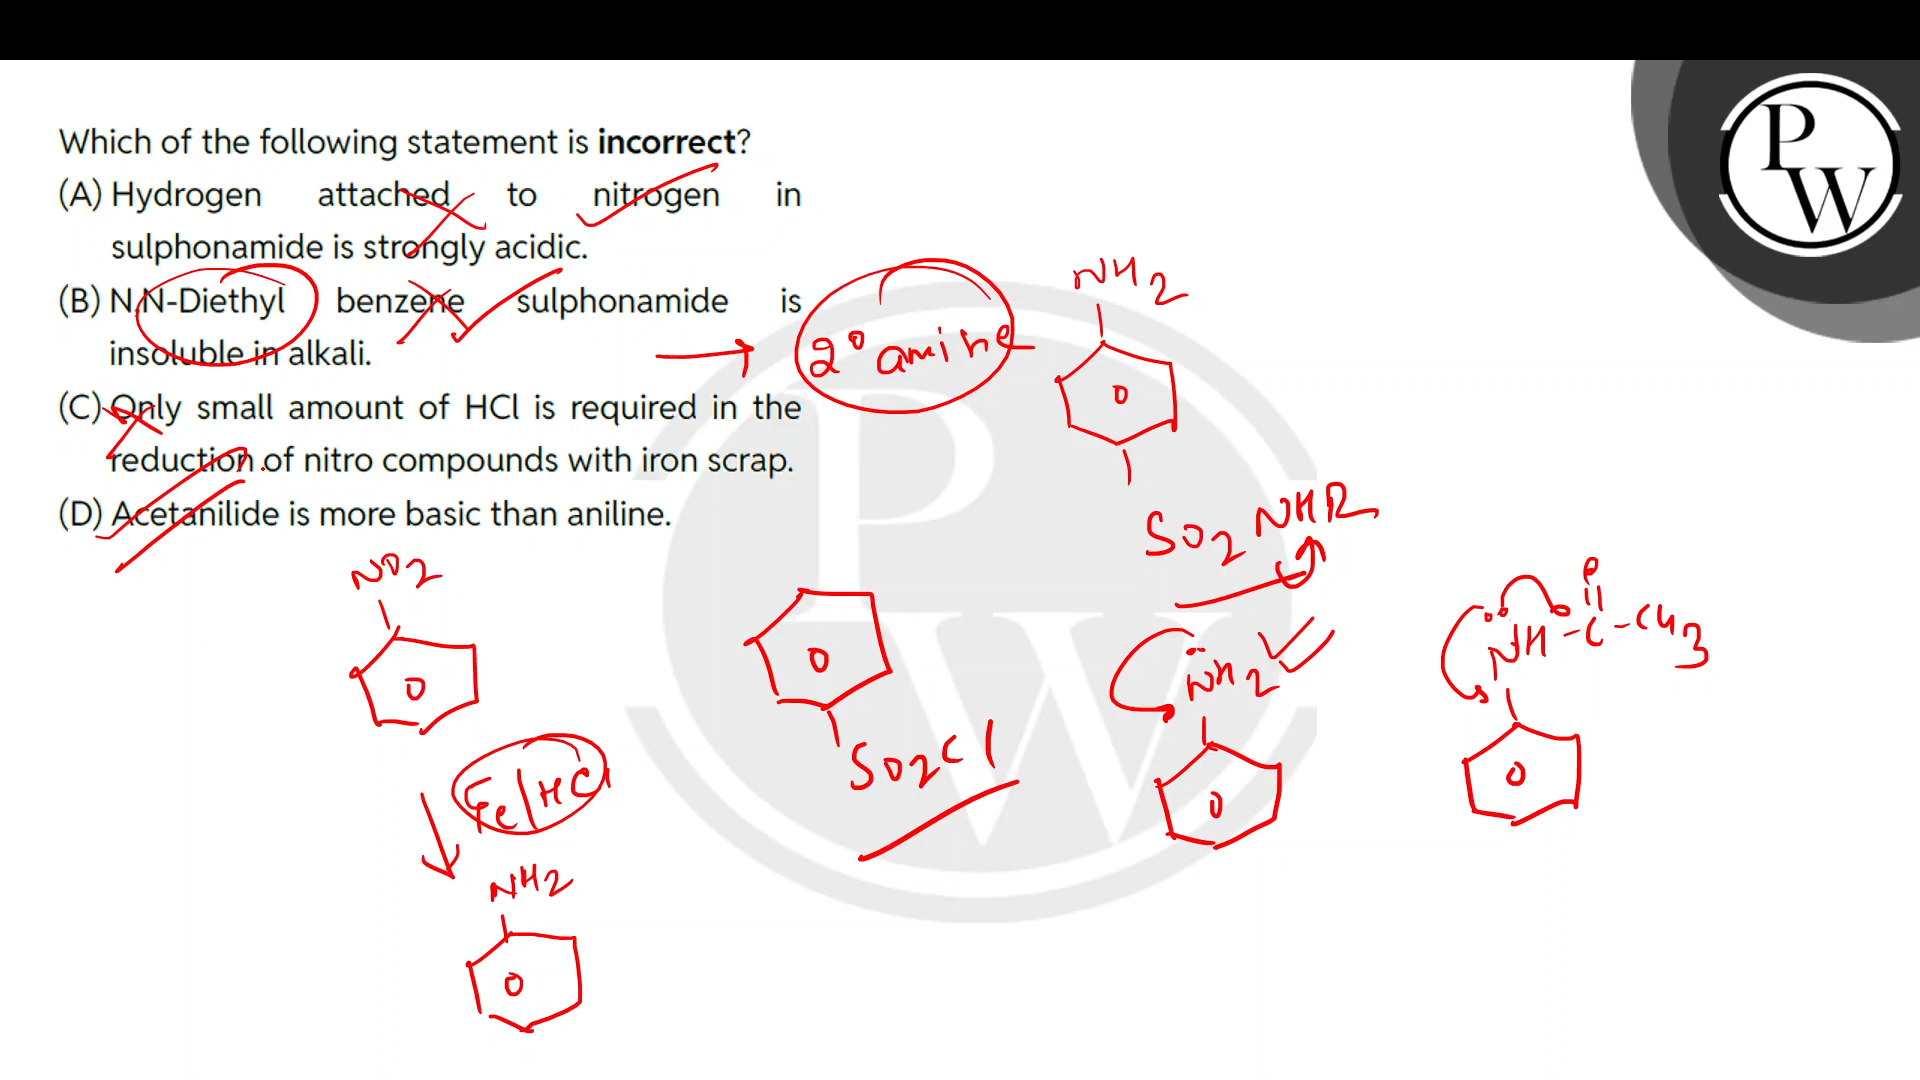 P
W
Which of the following statement is incorrect?
(A) Hydrogen attached to nitrogen in
sulphonamide is strongly acidic.
(B) N,N-Diethyl benzene sulphonamide is
insoluble in alkali.
(C) Only small amount of HCl is required in the
reduction of nitro compounds with iron scrap.
(D) Acetanilide is more basic than aniline.
2° amine
NH2
SO2NHR
NO2
Fe/HCl
NH2
SO2Cl
NH2
O
NH-C-CH3
P
W